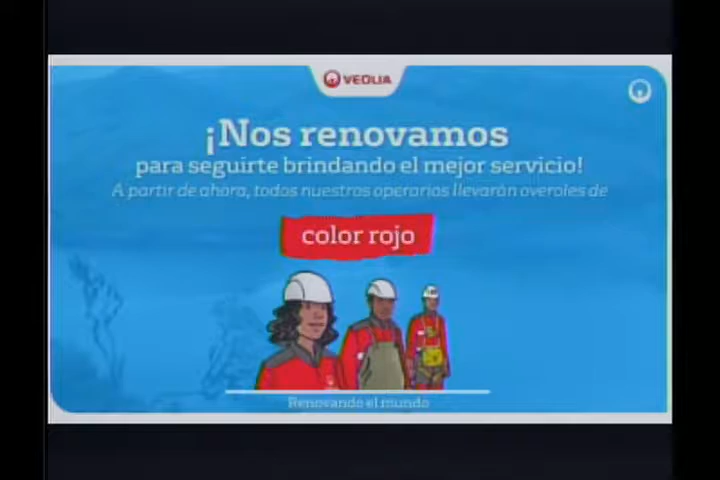 VEOLIA
¡Nos renovamos
para seguirte brindando el mejor servicio!
A partir de ahora, todos nuestros operarios llevarán overoles de
color rojo
Renovando el mundo